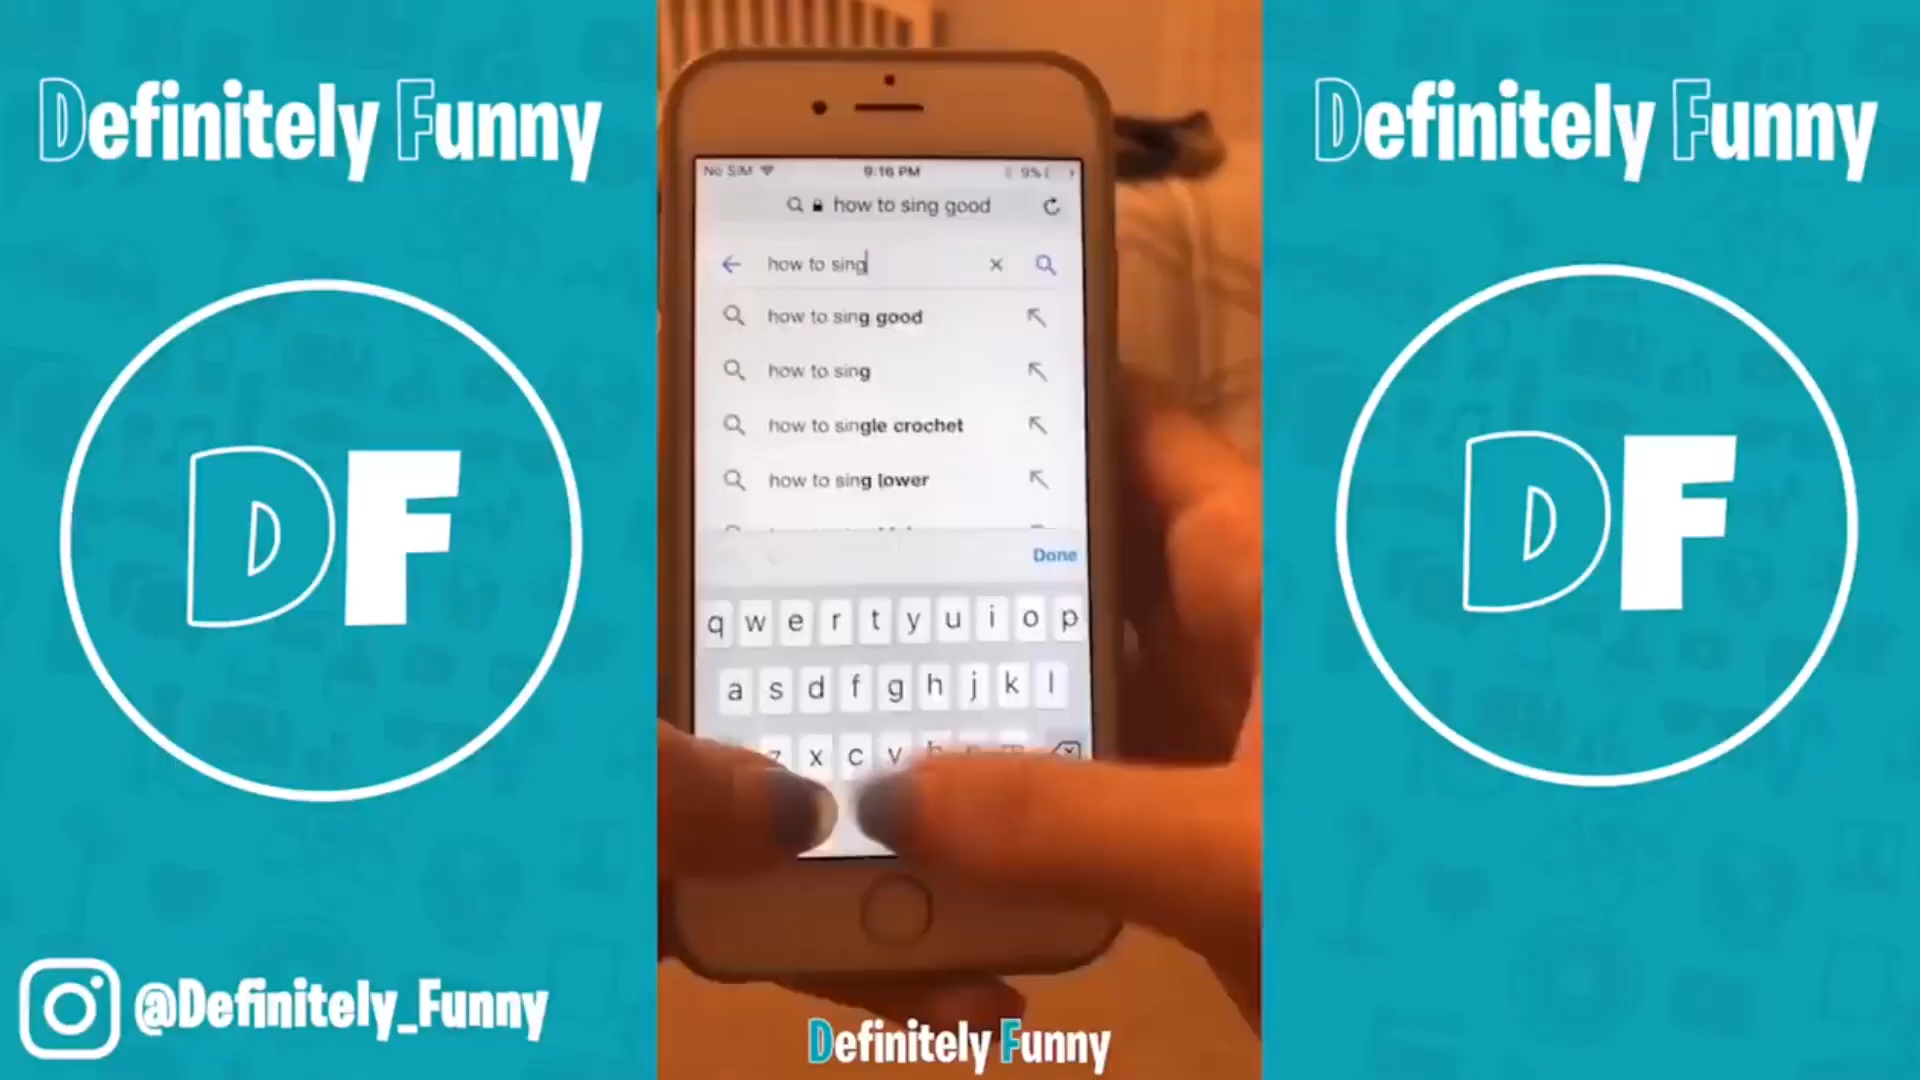 Definitely Funny
DF
@Definitely_Funny
No SIM 9:16 PM 9%
how to sing good
how to sing
how to sing good
how to sing
how to single crochet
how to sing lower
Done
q w e r t y u i o p
a s d f g h j k l
z x c v
Definitely Funny
Definitely Funny
DF